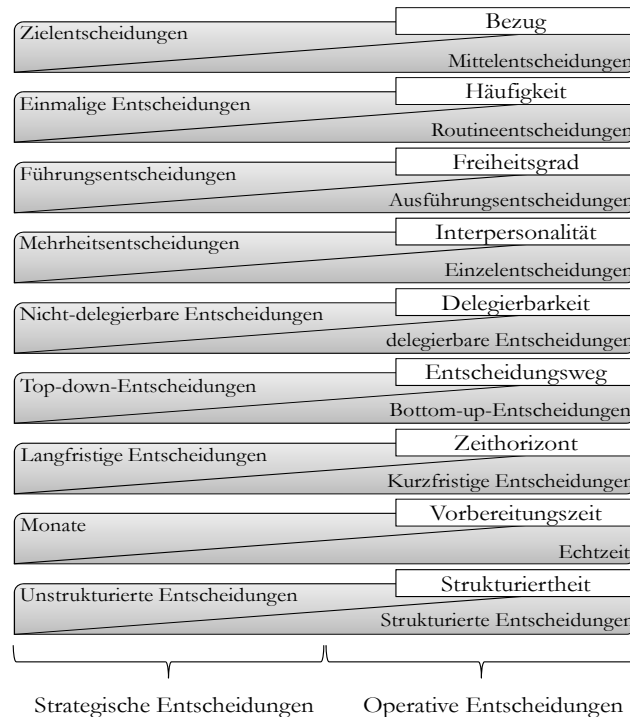 Bezug
Zielentscheidungen
Mittelentscheidungen
Häufigkeit
Einmalige Entscheidungen
Routineentscheidungen
Freiheitsgrad
Führungsentscheidungen
Ausführungsentscheidungen
Interpersonalität
Mehrheitsentscheidungen
Einzelentscheidungen
Delegierbarkeit
Nicht-delegierbare Entscheidungen
delegierbare Entscheidungen
Entscheidungsweg
Top-down-Entscheidungen
Bottom-up-Entscheidungen
Zeithorizont
Langfristige Entscheidungen
Kurzfristige Entscheidungen
Vorbereitungszeit
Monate
Echtzeit
Strukturiertheit
Unstrukturierte Entscheidungen
Strukturierte Entscheidungen
Strategische Entscheidungen
Operative Entscheidungen